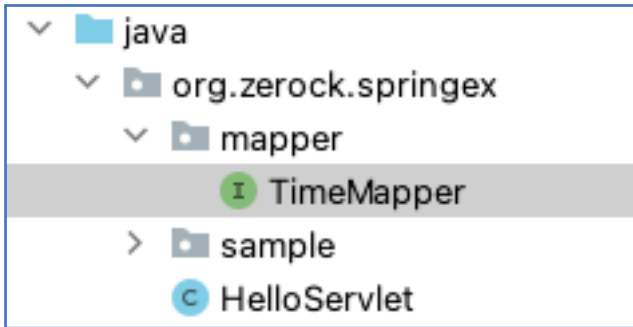 java
org.zerock.springex
mapper
I TimeMapper
sample
C HelloServlet